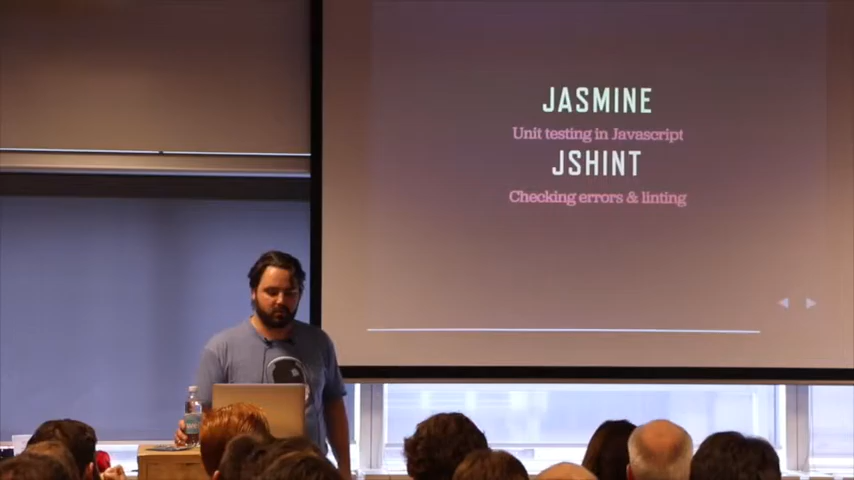 JASMINE
Unit testing in Javascript
JSHINT
Checking errors & linting